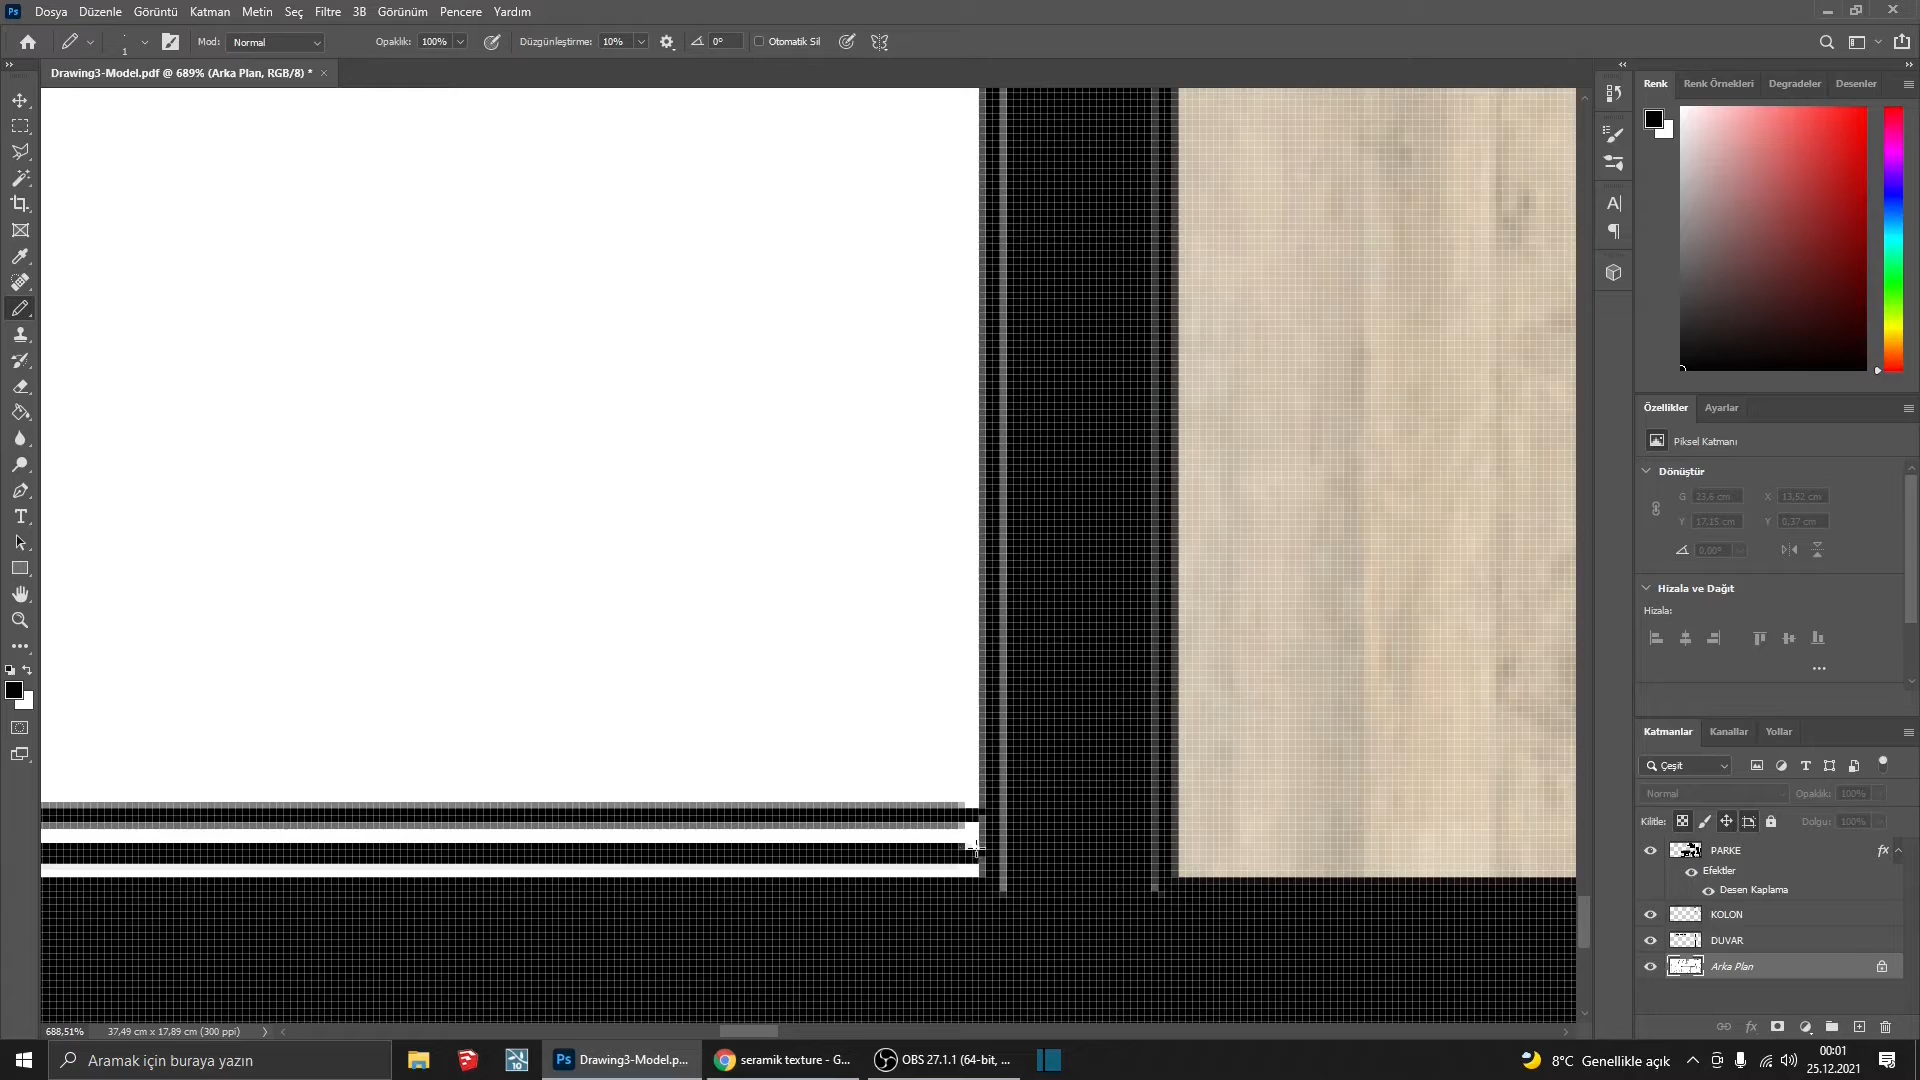 Ps Dosya Düzenle Görüntü Katman Metin Seç Filtre 3B Görünüm Pencere Yardım
1 Mod: Normal Opaklık: 100% Düzgünleştirme: 10% 0° Otomatik Sil
Drawing3-Model.pdf @ 689% (Arka Plan, RGB/8) * ×
Renk Renk Örnekleri Degradeler Desenler
Özellikler Ayarlar
Piksel Katmanı
Dönüştür
G 23,6 cm X 13,52 cm
Y 17,15 cm Y 0,37 cm
0,00°
Hizala ve Dağıt
Hizala:
Katmanlar Kanallar Yollar
Çeşit
Normal Opaklık: 100%
Kilitle: Dolgu: 100%
PARKE fx
Efektler
Desen Kaplama
KOLON
DUVAR
Arka Plan
688,51% 37,49 cm x 17,89 cm (300 ppi)
Aramak için buraya yazın
10
Ps Drawing3-Model.p...
seramik texture - G...
OBS 27.1.1 (64-bit, ...
8°C Genellikle açık
00:01
25.12.2021